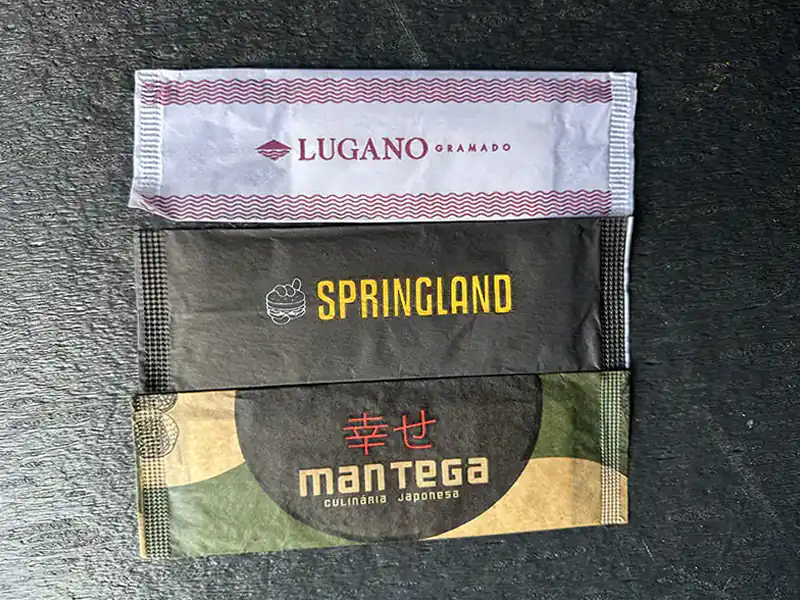 LUGANO GRAMADO
SPRINGLAND
幸せ
manTEGA
CULINÁRIA Japonesa